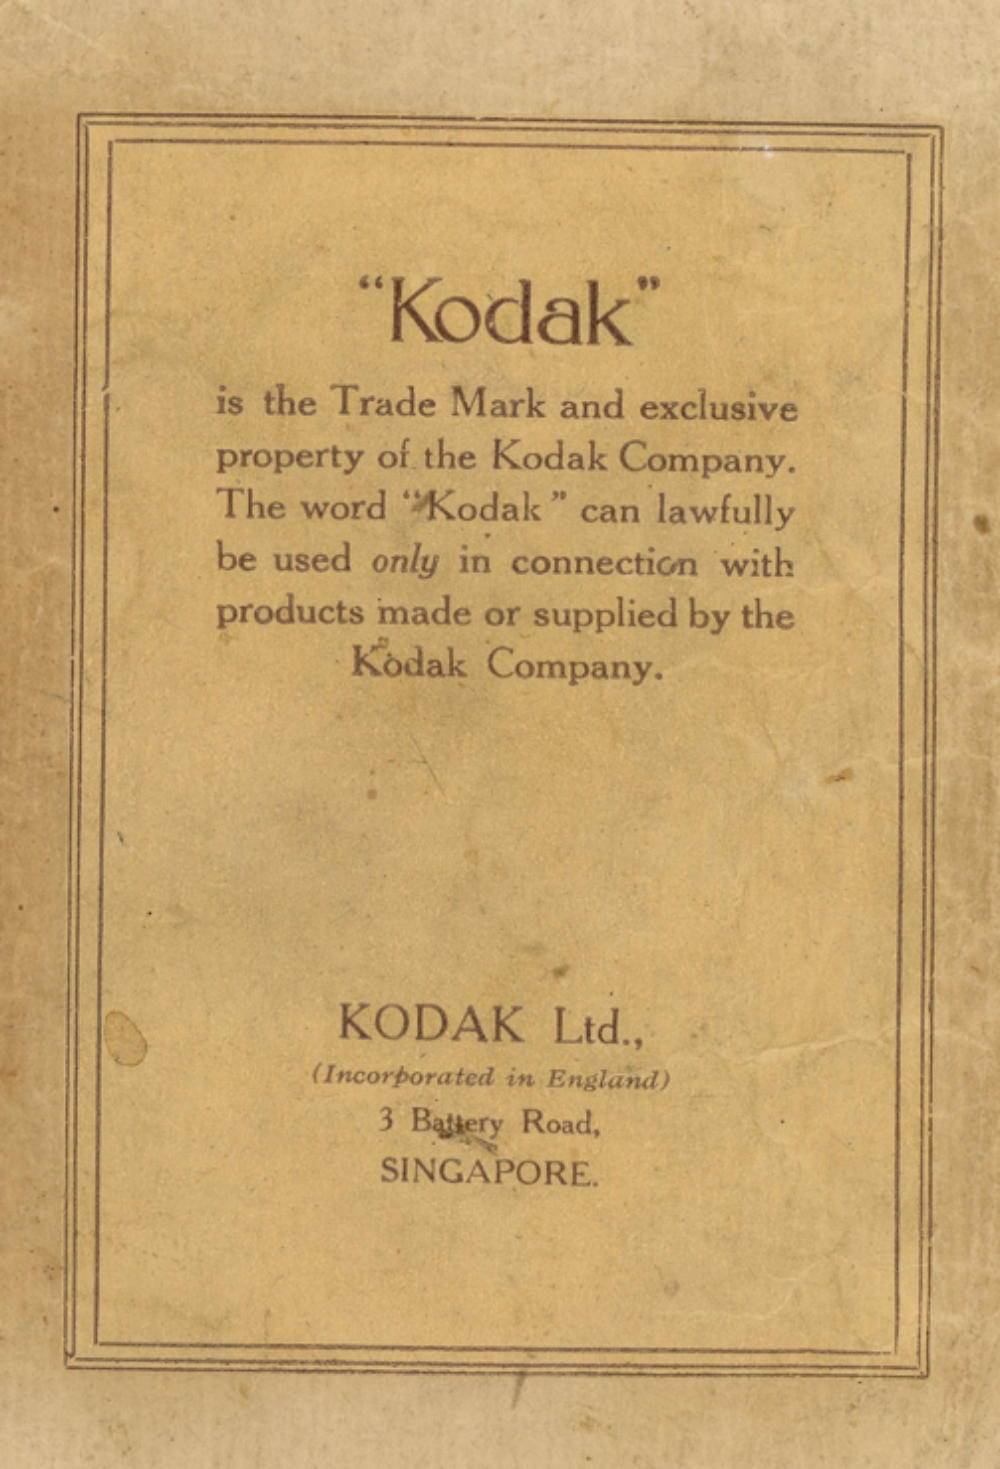 “Kodak”
is the Trade Mark and exclusive
property of the Kodak Company.
The word “Kodak” can lawfully
be used only in connection with
products made or supplied by the
Kodak Company.
KODAK Ltd.,
(Incorporated in England)
3 Battery Road,
SINGAPORE.